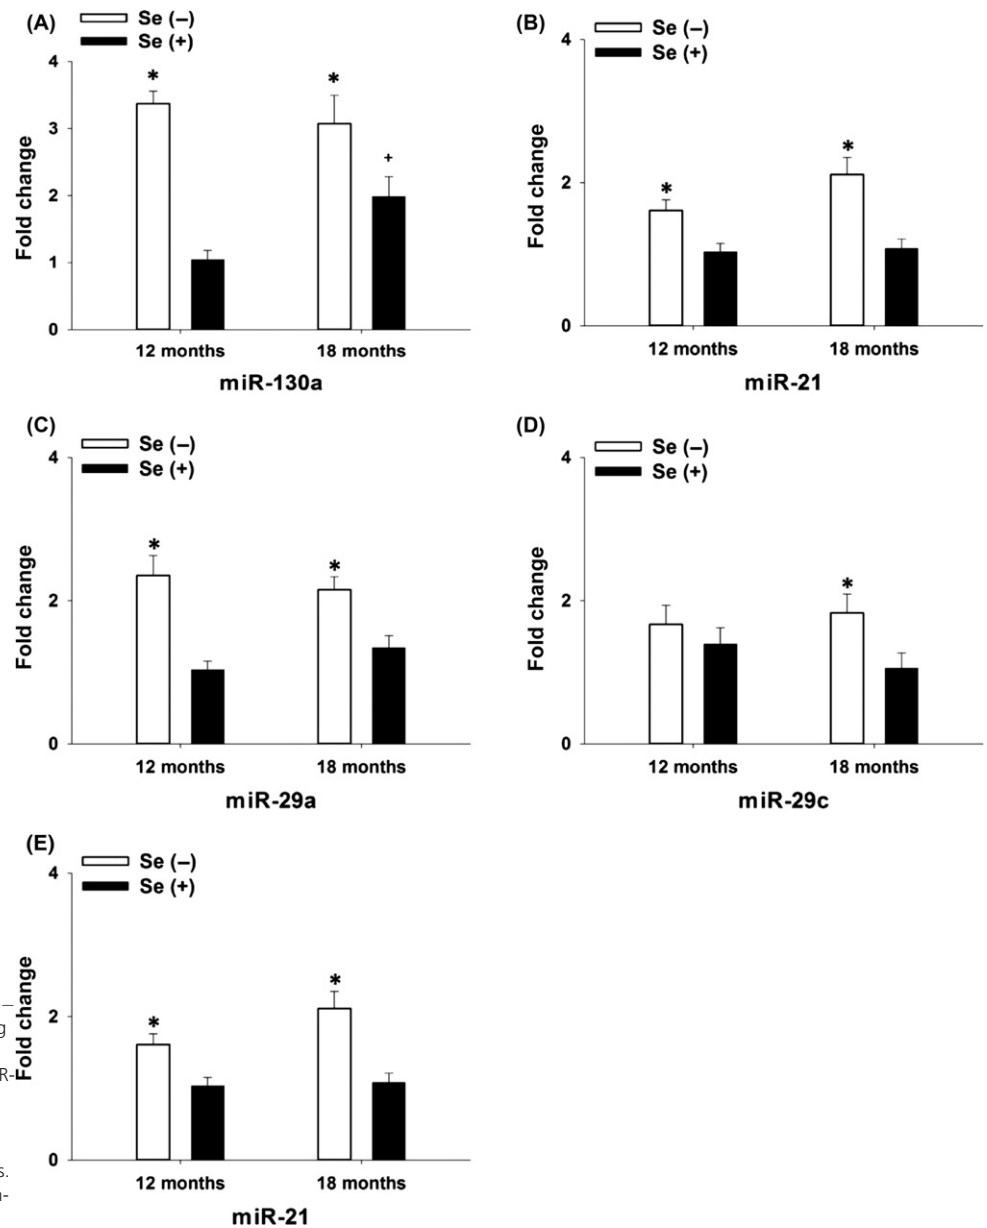 (A)
Se (–)
Se (+)
4
3
2
1
0
Fold change
*
*
+
12 months
18 months
miR-130a
(B)
Se (–)
Se (+)
4
2
0
Fold change
*
*
12 months
18 months
miR-21
(C)
Se (–)
Se (+)
4
2
0
Fold change
*
*
12 months
18 months
miR-29a
(D)
Se (–)
Se (+)
4
2
0
Fold change
*
12 months
18 months
miR-29c
(E)
Se (–)
Se (+)
4
2
0
Fold change
*
*
12 months
18 months
miR-21